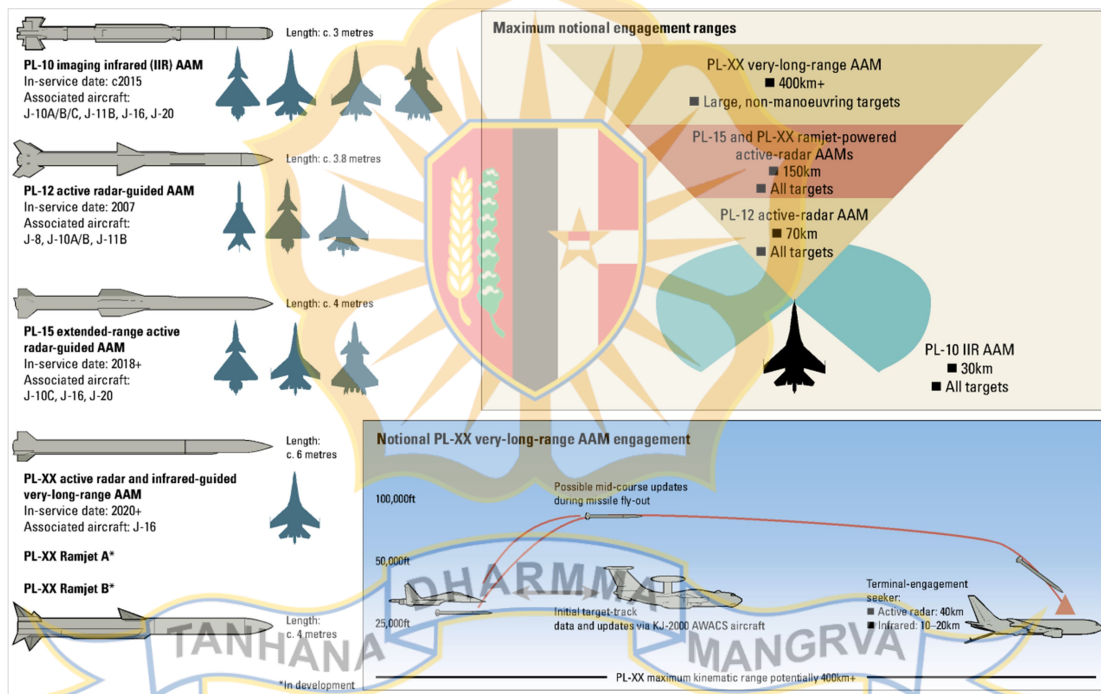 Length: c. 3 metres
PL-10 imaging infrared (IIR) AAM
In-service date: c2015
Associated aircraft:
J-10A/B/C, J-11B, J-16, J-20
Length: c. 3.8 metres
PL-12 active radar-guided AAM
In-service date: 2007
Associated aircraft:
J-8, J-10A/B, J-11B
Length: c. 4 metres
PL-15 extended-range active
radar-guided AAM
In-service date: 2018+
Associated aircraft:
J-10C, J-16, J-20
Length:
c. 6 metres
PL-XX active radar and infrared-guided
very-long-range AAM
In-service date: 2020+
Associated aircraft: J-16
PL-XX Ramjet A*
PL-XX Ramjet B*
Length:
c. 4 metres
*In development
Maximum notional engagement ranges
PL-XX very-long-range AAM
■ 400km+
■ Large, non-manoeuvring targets
PL-15 and PL-XX ramjet-powered
active-radar AAMs
■ 150km
■ All targets
PL-12 active-radar AAM
■ 70km
■ All targets
PL-10 IIR AAM
■ 30km
■ All targets
Notional PL-XX very-long-range AAM engagement
100,000ft
50,000ft
25,000ft
Possible mid-course updates
during missile fly-out
Initial target-track
data and updates via KJ-2000 AWACS aircraft
Terminal-engagement
seeker:
■ Active radar: 40km
■ Infrared: 10–20km
PL-XX maximum kinematic range potentially 400km+
TANHANA DHARMMA MANGRVA